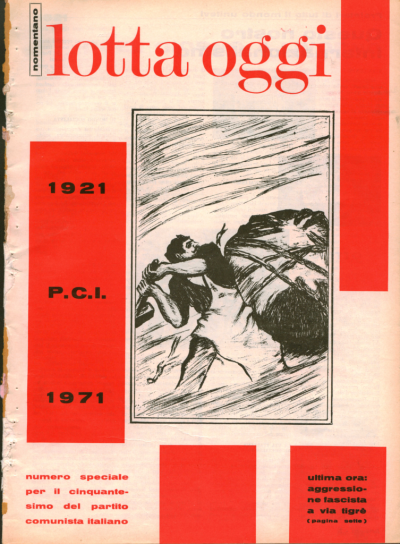 nomentano
lotta oggi
1921
P.C.I.
1971
numero speciale
per il cinquante-
simo del partito
comunista italiano
ultima ora:
aggressio-
ne fascista
a via tigrè
(pagina sette)